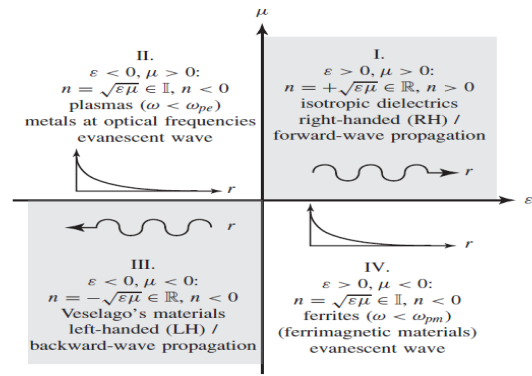 μ
II.
ε < 0, μ > 0:
n = √εμ ∈ 𝕀, n < 0
plasmas (ω < ωpe)
metals at optical frequencies
evanescent wave
r
I.
ε > 0, μ > 0:
n = +√εμ ∈ ℝ, n > 0
isotropic dielectrics
right-handed (RH) /
forward-wave propagation
r
ε
r
III.
ε < 0, μ < 0:
n = −√εμ ∈ ℝ, n < 0
Veselago's materials
left-handed (LH) /
backward-wave propagation
r
IV.
ε > 0, μ < 0:
n = √εμ ∈ 𝕀, n < 0
ferrites (ω < ωpm)
(ferrimagnetic materials)
evanescent wave